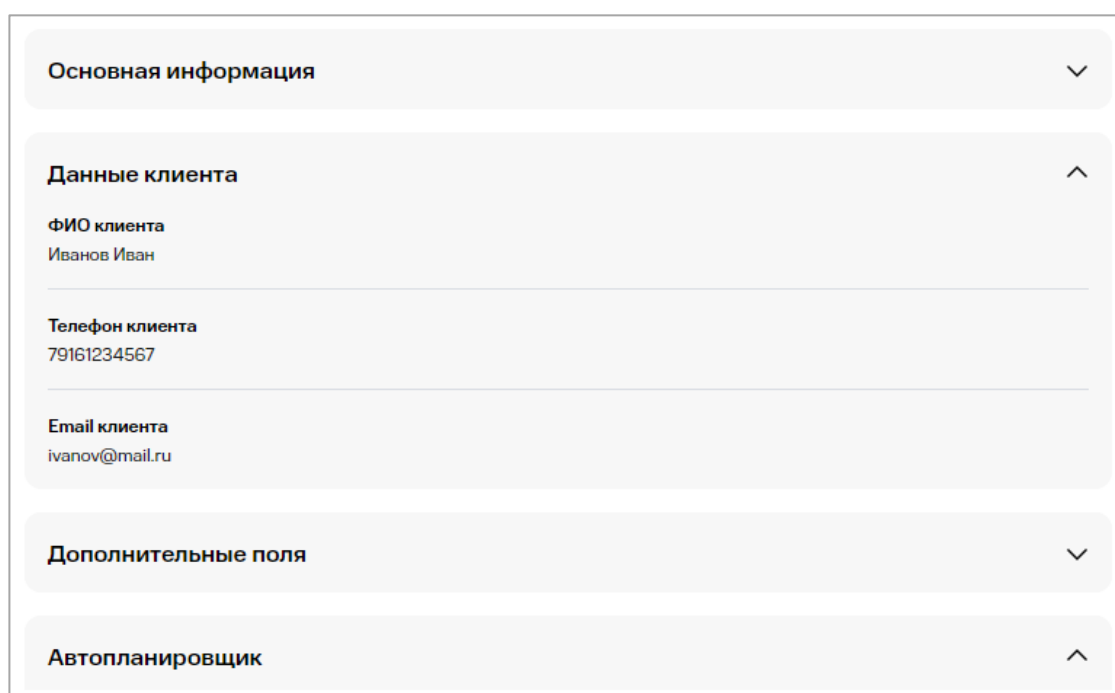 Основная информация
Данные клиента
ФИО клиента
Иванов Иван
Телефон клиента
79161234567
Email клиента
ivanov@mail.ru
Дополнительные поля
Автопланировщик